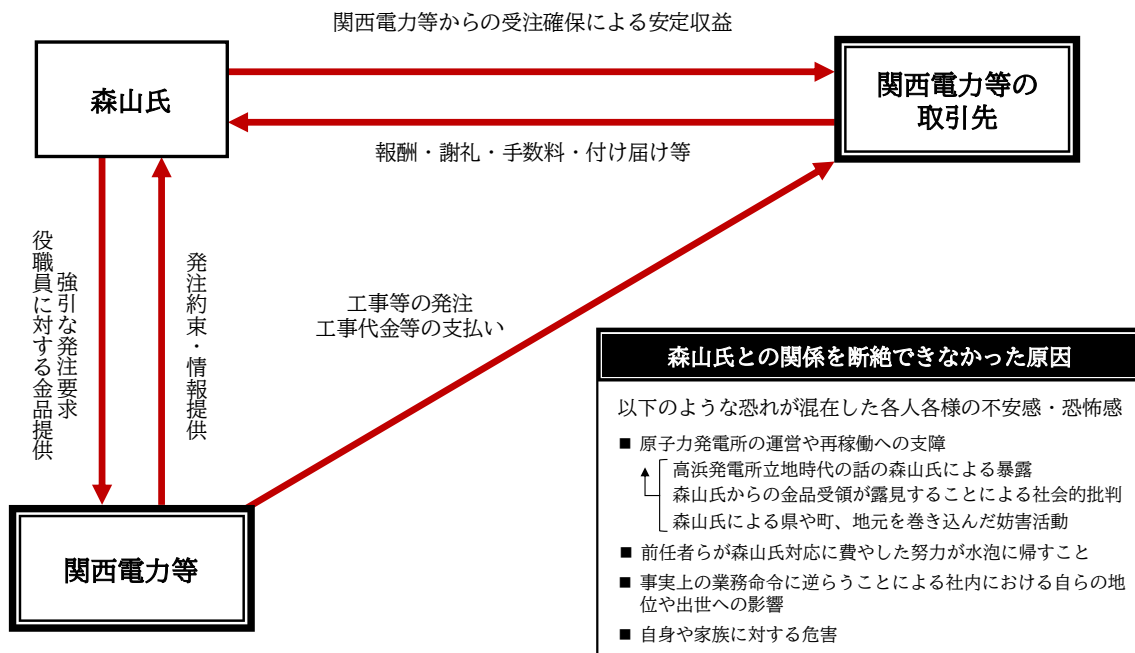 関西電力等からの受注確保による安定収益
森山氏
関西電力等の
取引先
報酬・謝礼・手数料・付け届け等
強引な発注要求
役職員に対する金品提供
発注約束・情報提供
工事等の発注
工事代金等の支払い
関西電力等
森山氏との関係を断絶できなかった原因
以下のような恐れが混在した各人各様の不安感・恐怖感
■ 原子力発電所の運営や再稼働への支障
高浜発電所立地時代の話の森山氏による暴露
森山氏からの金品受領が露見することによる社会的批判
森山氏による県や町、地元を巻き込んだ妨害活動
■ 前任者らが森山氏対応に費やした努力が水泡に帰すこと
■ 事実上の業務命令に逆らうことによる社内における自らの地
位や出世への影響
■ 自身や家族に対する危害